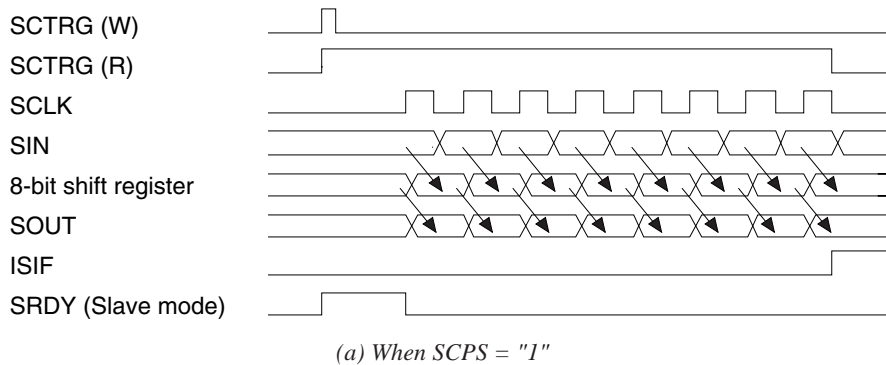 SCTRG (W)
SCTRG (R)
SCLK
SIN
8-bit shift register
SOUT
ISIF
SRDY (Slave mode)
(a) When SCPS = "1"